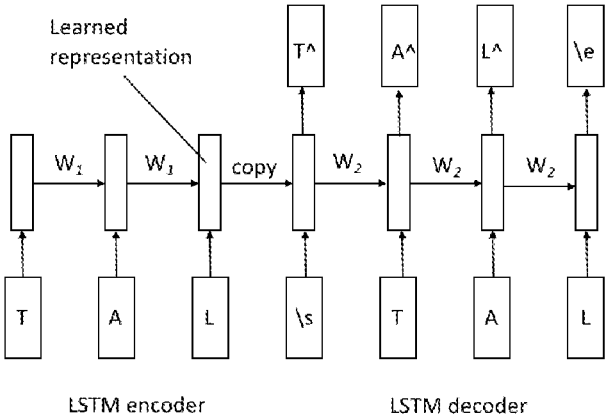 Learned
representation
T^ A^ L^ \e
W1 W1 copy W2 W2 W2
T A L \s T A L
LSTM encoder LSTM decoder